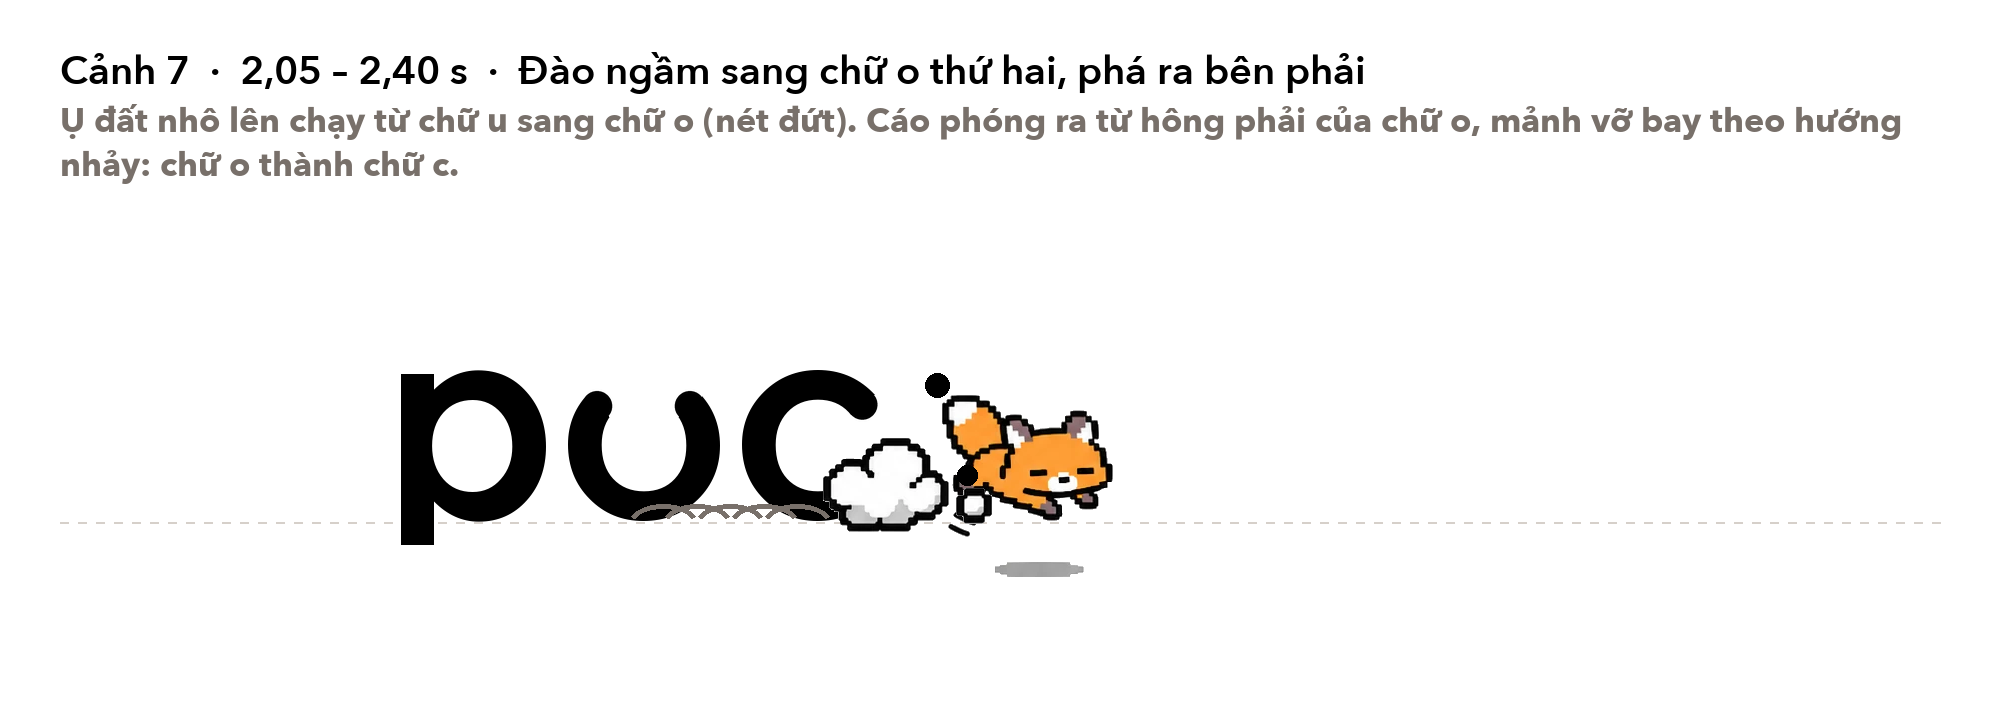 Cảnh 7 · 2,05 – 2,40 s · Đào ngầm sang chữ o thứ hai, phá ra bên phải
Ụ đất nhô lên chạy từ chữ u sang chữ o (nét đứt). Cáo phóng ra từ hông phải của chữ o, mảnh vỡ bay theo hướng
nhảy: chữ o thành chữ c.
puc